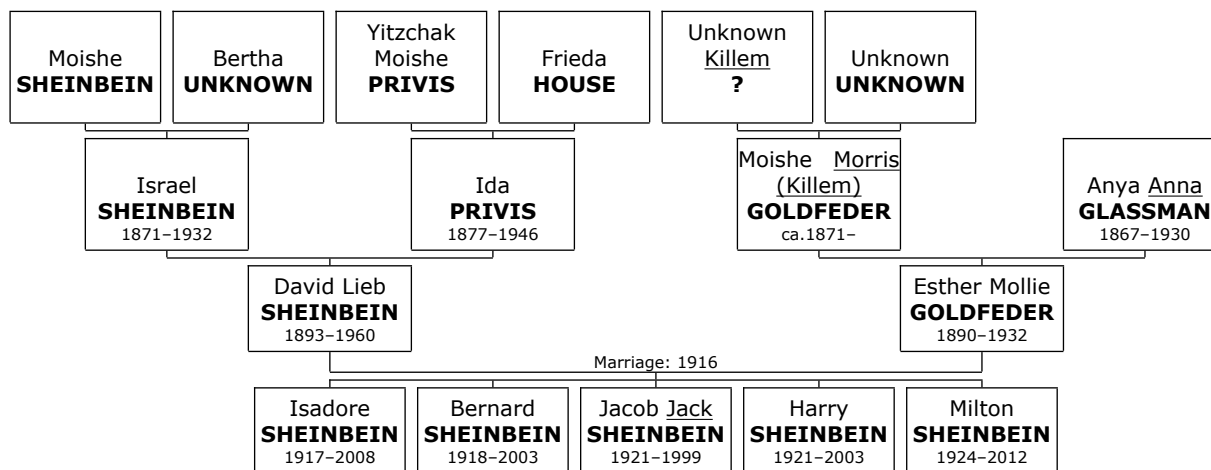 Moishe
SHEINBEIN
Bertha
UNKNOWN
Yitzchak
Moishe
PRIVIS
Frieda
HOUSE
Unknown
Killem
?
Unknown
UNKNOWN
Israel
SHEINBEIN
1871–1932
Ida
PRIVIS
1877–1946
Moishe Morris
(Killem)
GOLDFEDER
ca.1871–
Anya Anna
GLASSMAN
1867–1930
David Lieb
SHEINBEIN
1893–1960
Esther Mollie
GOLDFEDER
1890–1932
Marriage: 1916
Isadore
SHEINBEIN
1917–2008
Bernard
SHEINBEIN
1918–2003
Jacob Jack
SHEINBEIN
1921–1999
Harry
SHEINBEIN
1921–2003
Milton
SHEINBEIN
1924–2012